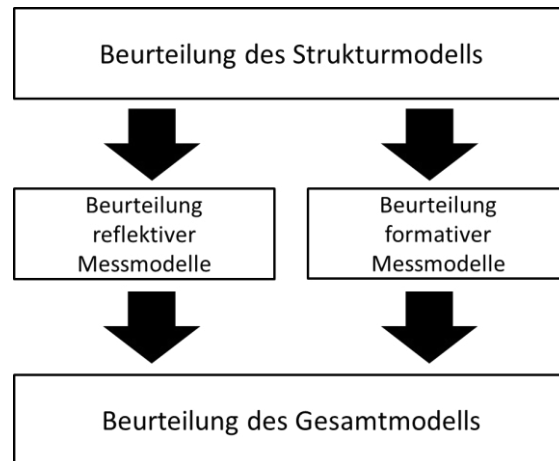 Beurteilung des Strukturmodells
Beurteilung
reflektiver
Messmodelle
Beurteilung
formativer
Messmodelle
Beurteilung des Gesamtmodells